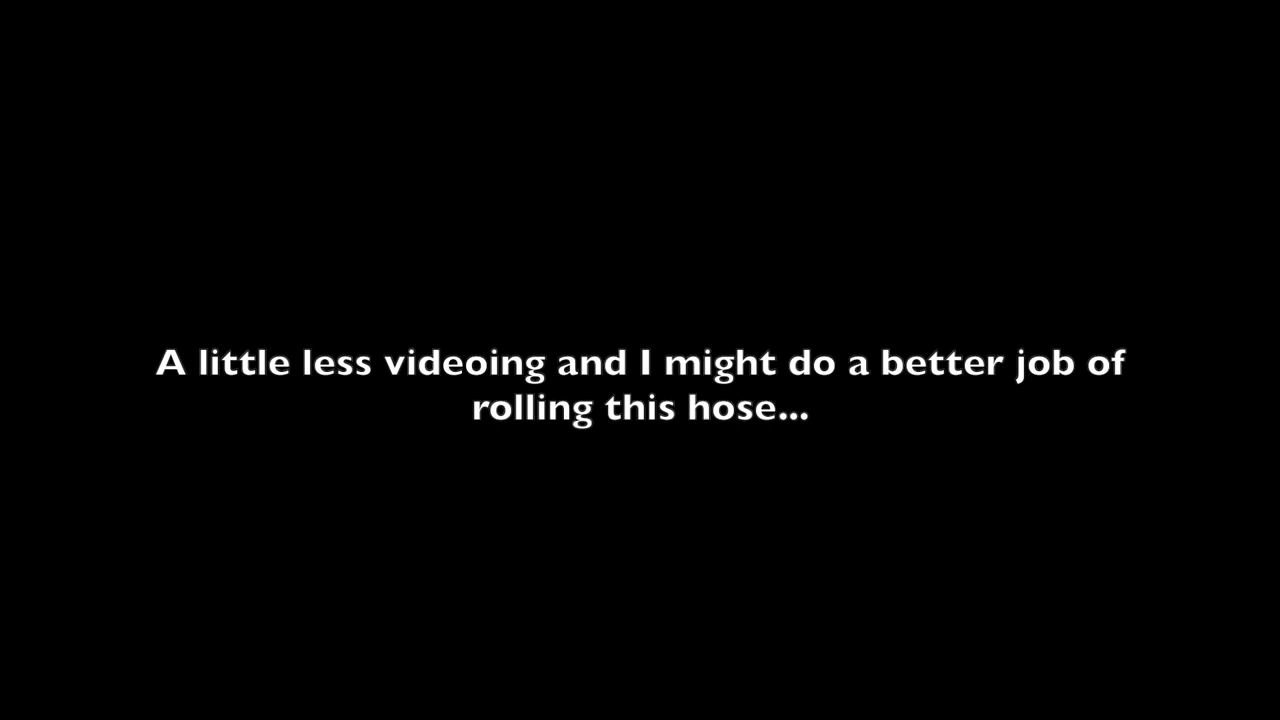 A little less videoing and I might do a better job of
rolling this hose...